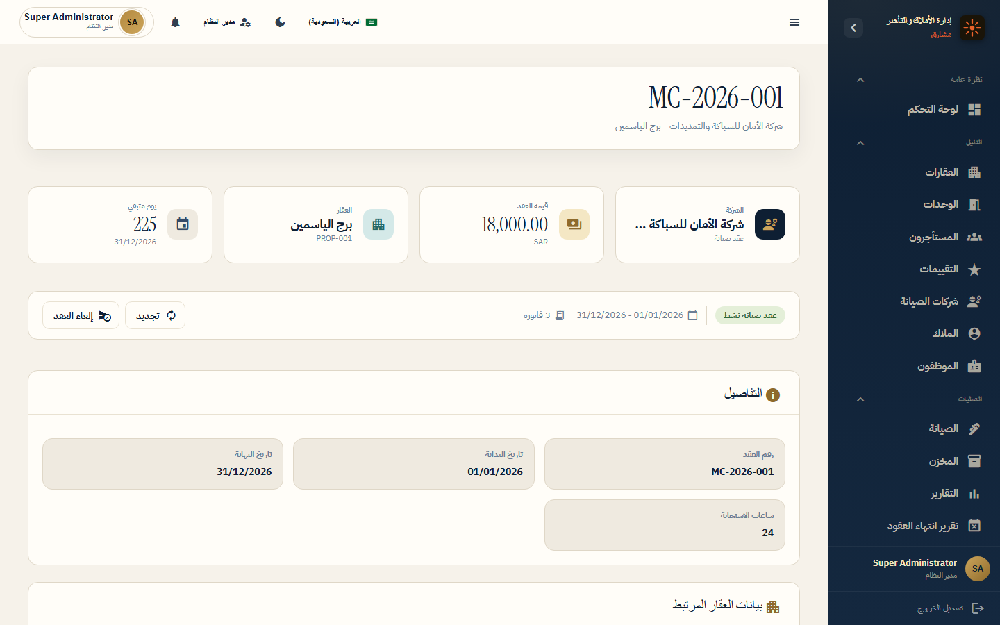 إدارة الأملاك والتأجير
مشارق
نظرة عامة
لوحة التحكم
الدليل
العقارات
الوحدات
المستأجرون
التقييمات
شركات الصيانة
الملاك
الموظفون
العمليات
الصيانة
المخزن
التقارير
تقرير انتهاء العقود
SA
Super Administrator
مدير النظام
تسجيل الخروج
العربية (السعودية)
مدير النظام
SA
Super Administrator
مدير النظام
MC-2026-001
شركة الأمان للسباكة والتمديدات - برج الياسمين
الشركة
شركة الأمان للسباكة ...
عقد صيانة
قيمة العقد
18,000.00
SAR
العقار
برج الياسمين
PROP-001
يوم متبقي
225
31/12/2026
عقد صيانة نشط
31/12/2026 - 01/01/2026
3 فاتورة
تجديد
إلغاء العقد
التفاصيل
رقم العقد
MC-2026-001
تاريخ البداية
01/01/2026
تاريخ النهاية
31/12/2026
ساعات الاستجابة
24
بيانات العقار المرتبط